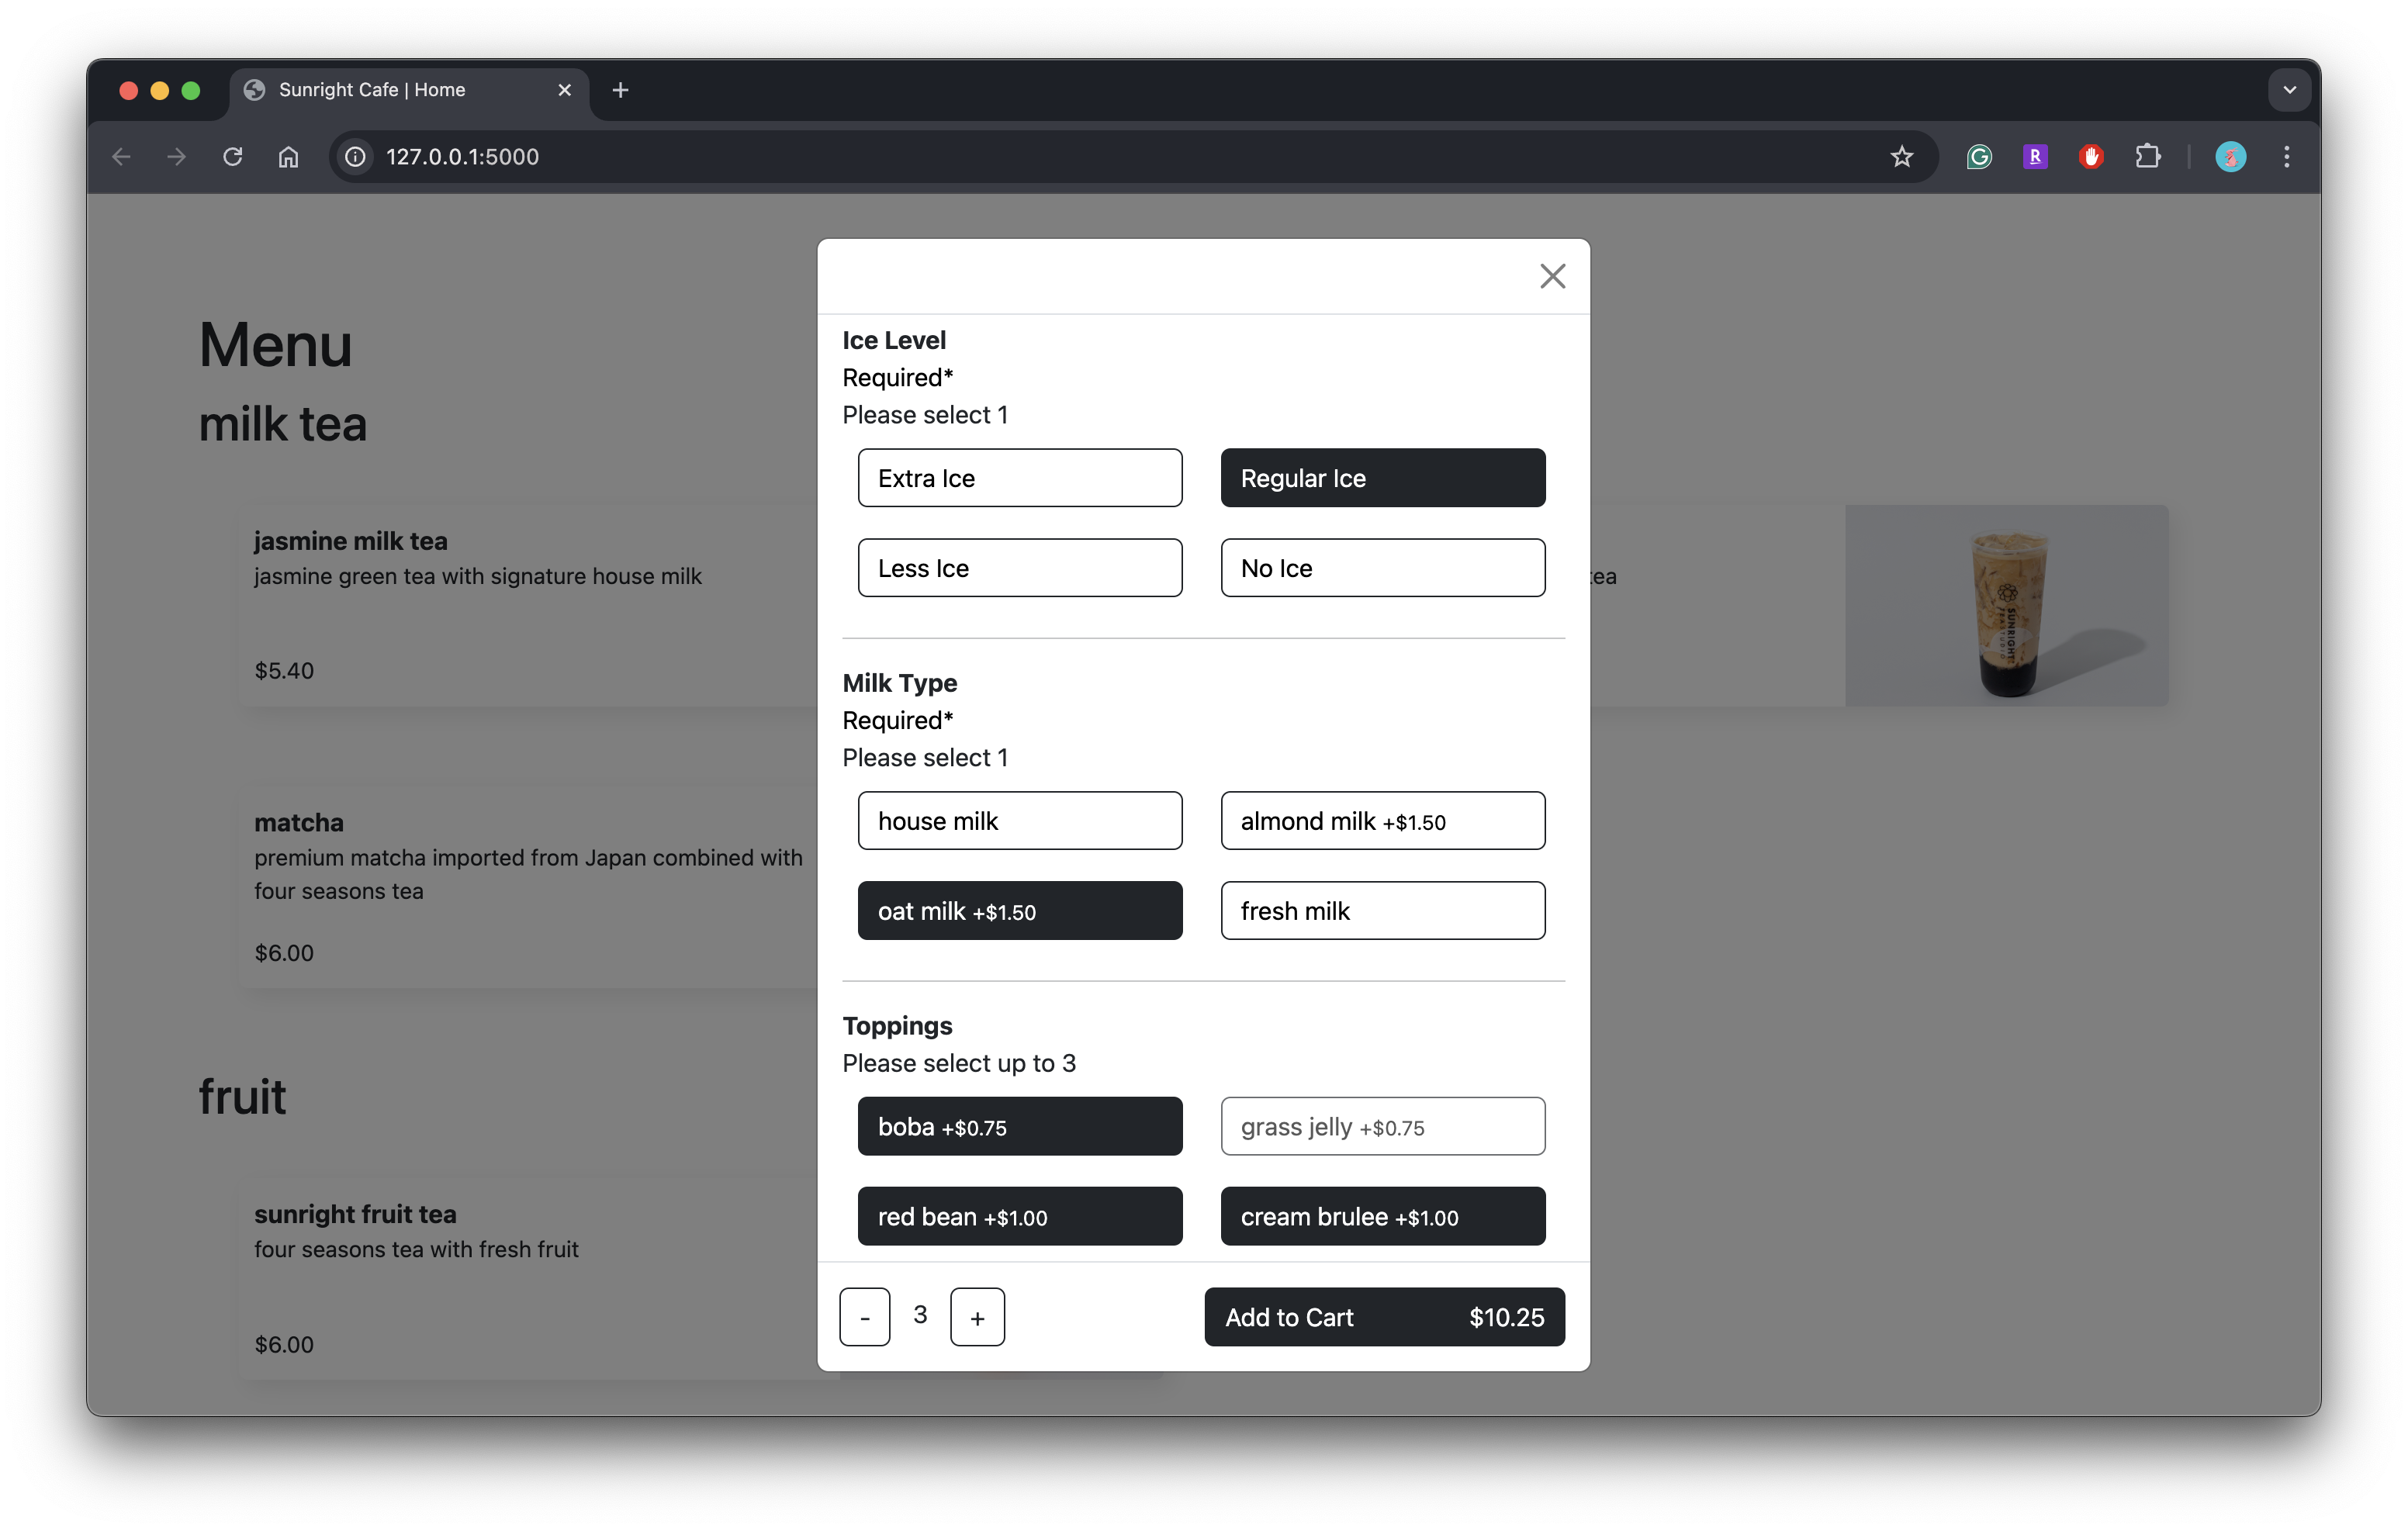 Sunright Cafe | Home
127.0.0.1:5000
Menu
milk tea
jasmine milk tea
jasmine green tea with signature house milk
$5.40
tea
SUNRIGHT
matcha
premium matcha imported from Japan combined with
four seasons tea
$6.00
fruit
sunright fruit tea
four seasons tea with fresh fruit
$6.00
Ice Level
Required*
Please select 1
Extra Ice
Regular Ice
Less Ice
No Ice
Milk Type
Required*
Please select 1
house milk
almond milk +$1.50
oat milk +$1.50
fresh milk
Toppings
Please select up to 3
boba +$0.75
grass jelly +$0.75
red bean +$1.00
cream brulee +$1.00
- 3 +
Add to Cart $10.25